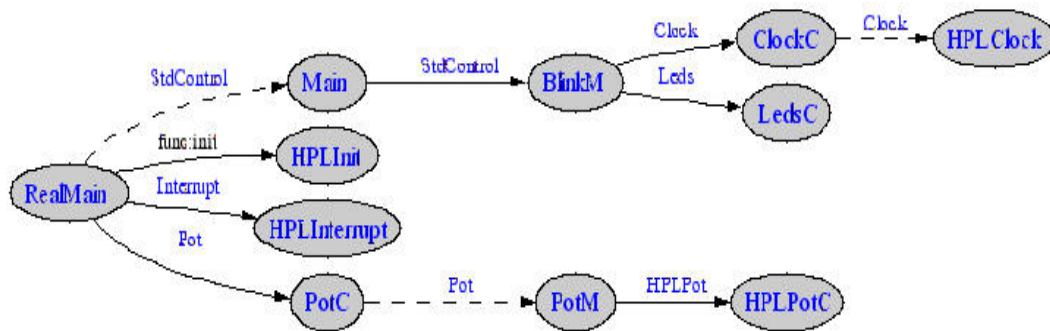 Clock
Clock
ClockC
HPLClock
StdControl
StdControl
Main
BlinkM
Leds
LedsC
func:init
HPLInit
RealMain
Interrupt
HPLInterrupt
Pot
PotC
Pot
PotM
HPLPot
HPLPotC